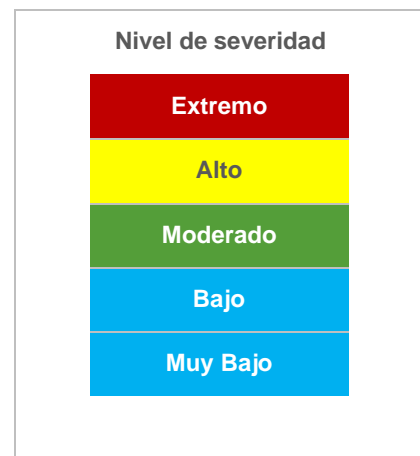 Nivel de severidad
Extremo
Alto
Moderado
Bajo
Muy Bajo